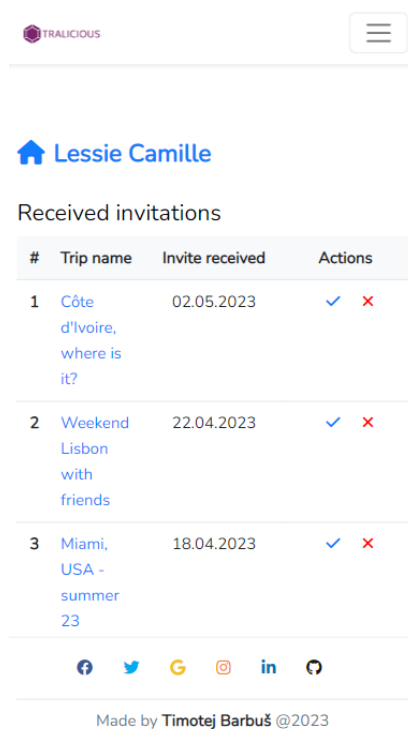 TRALICIOUS
Lessie Camille
Received invitations
# Trip name Invite received Actions
1 Côte 02.05.2023
d'Ivoire,
where is
it?
2 Weekend 22.04.2023
Lisbon
with
friends
3 Miami, 18.04.2023
USA -
summer
23
Made by Timotej Barbuš @2023